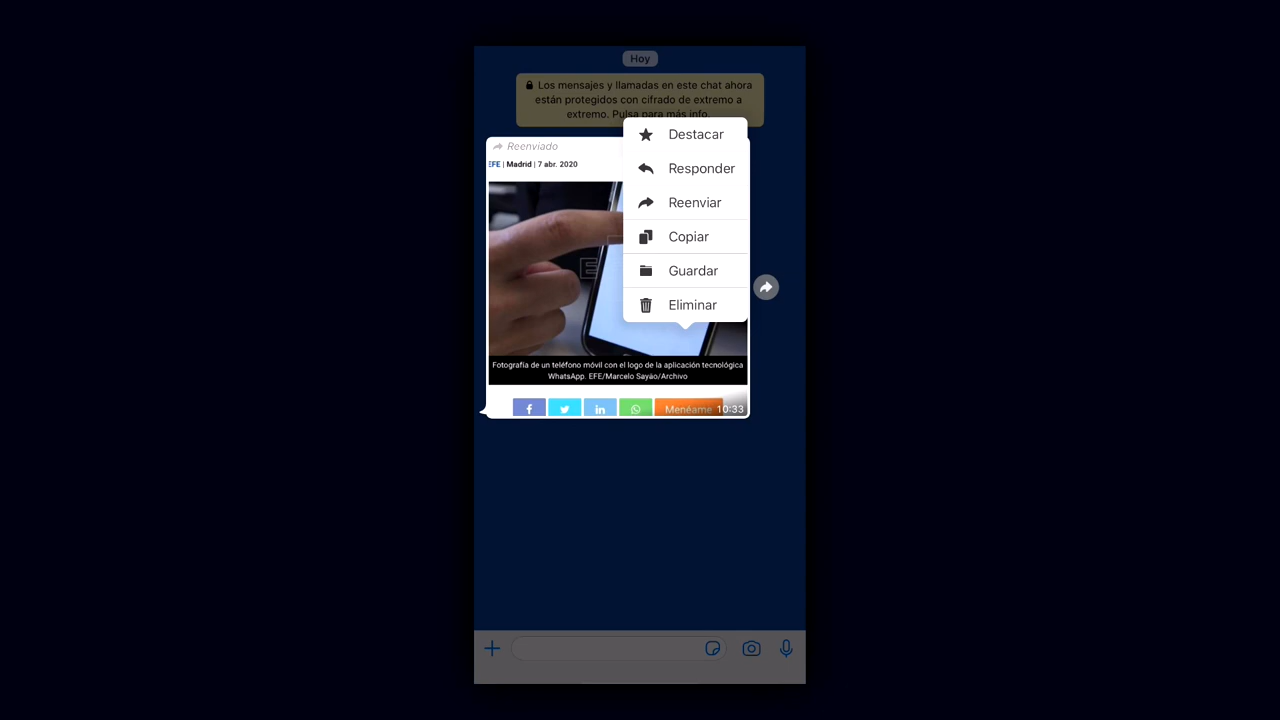 Hoy
Los mensajes y llamadas en este chat ahora
están protegidos con cifrado de extremo a
extremo. Pulsa para más info.
Reenviado
EFE | Madrid | 7 abr. 2020
Destacar
Responder
Reenviar
Copiar
Guardar
Eliminar
Fotografía de un teléfono móvil con el logo de la aplicación tecnológica
WhatsApp. EFE/Marcelo Sayão/Archivo
Menéame
10:33